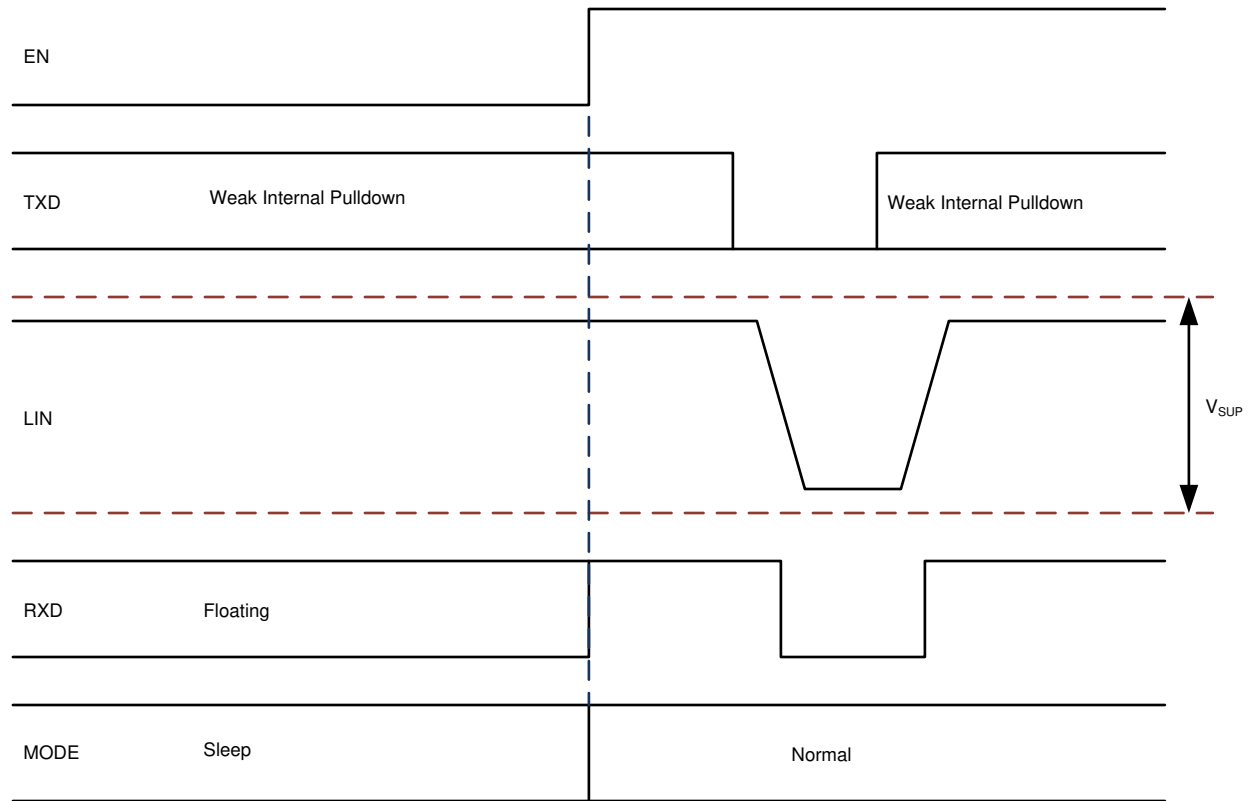 EN
TXD
Weak Internal Pulldown
Weak Internal Pulldown
LIN
VSUP
RXD
Floating
MODE
Sleep
Normal